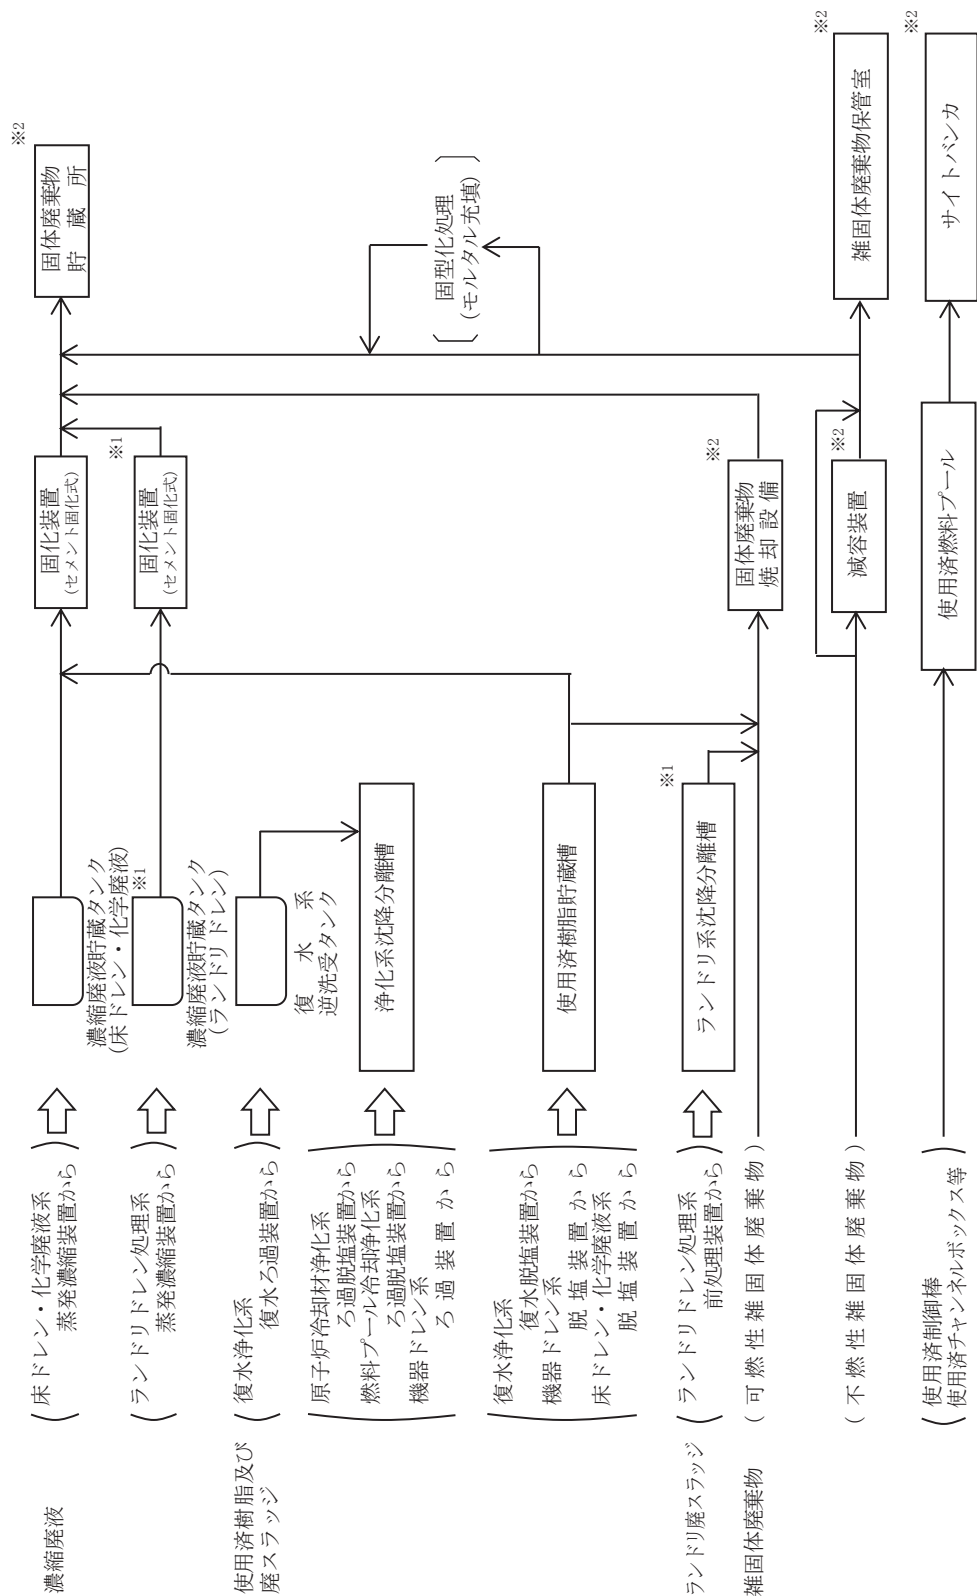 濃縮廃液
床ドレン・化学廃液系
蒸発濃縮装置から
濃縮廃液貯蔵タンク
(床ドレン・化学廃液)
固化装置
(セメント固化式)
固体廃棄物
貯蔵所
※2
ランドリドレン処理系
蒸発濃縮装置から
※1
濃縮廃液貯蔵タンク
(ランドリドレン)
固化装置
(セメント固化式)
※1
使用済樹脂及び
廃スラッジ
復水浄化系
復水ろ過装置から
復水系
逆洗受タンク
原子炉冷却材浄化系
ろ過脱塩装置から
燃料プール冷却浄化系
ろ過脱塩装置から
機器ドレン系
ろ過装置から
浄化系沈降分離槽
固型化処理
(モルタル充填)
復水浄化系
復水脱塩装置から
機器ドレン系
脱塩装置から
床ドレン・化学廃液系
脱塩装置から
使用済樹脂貯蔵槽
ランドリ廃スラッジ
ランドリドレン処理系
前処理装置から
ランドリ系沈降分離槽
※1
雑固体廃棄物
(可燃性雑固体廃棄物)
固体廃棄物
焼却設備
※2
(不燃性雑固体廃棄物)
減容装置
※2
雑固体廃棄物保管室
※2
使用済制御棒
使用済チャンネルボックス等
使用済燃料プール
サイトバンカ
※2